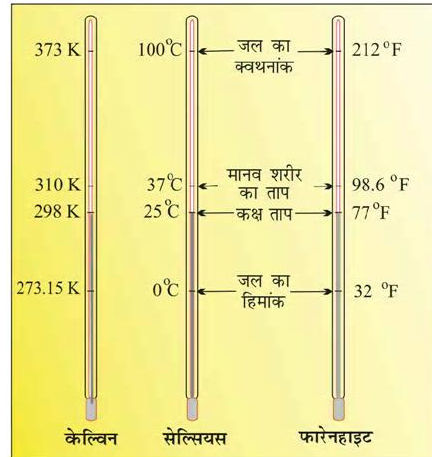 373 K 100°C जल का 212 °F
क्वथनांक
310 K 37°C मानव शरीर 98.6 °F
का ताप
298 K 25°C कक्ष ताप 77°F
273.15 K 0°C जल का 32 °F
हिमांक
केल्विन सेल्सियस फारेनहाइट